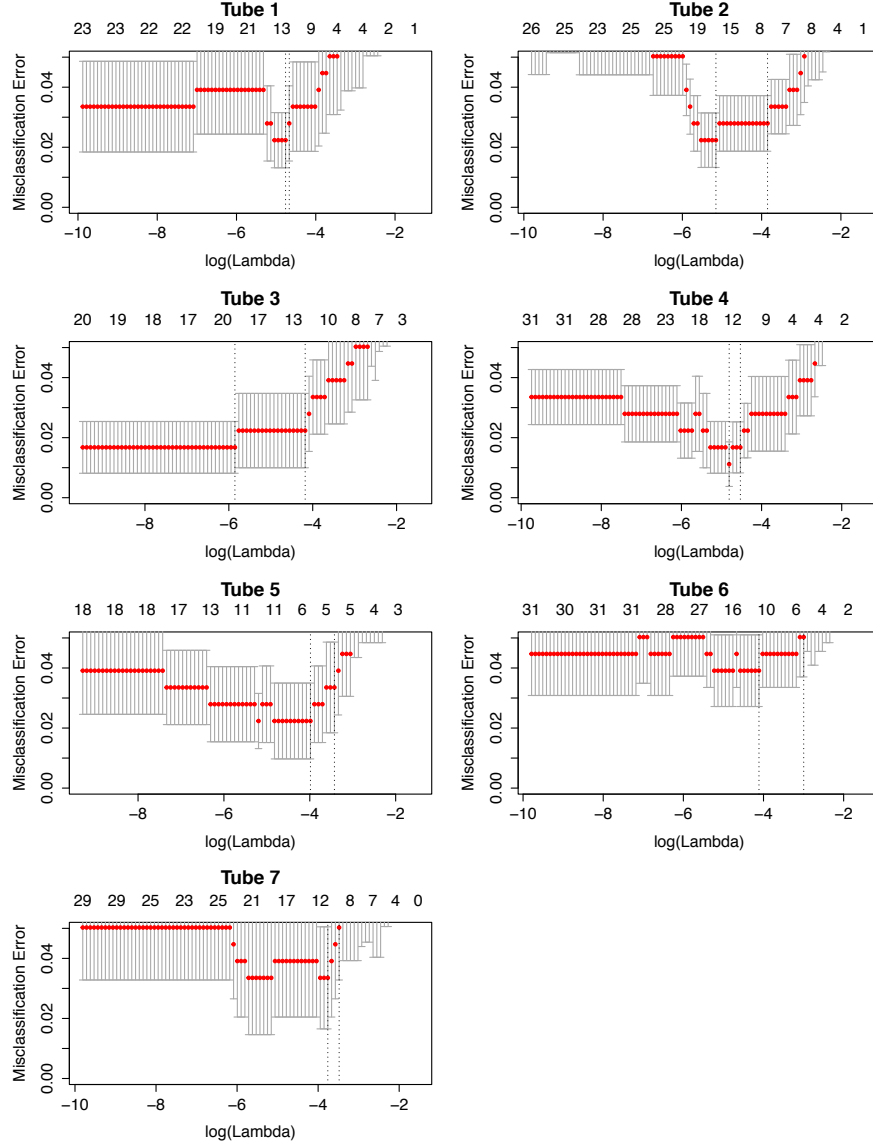 Tube 1
23 23 22 22 19 21 13 9 4 4 2 1
Misclassification Error
0.00 0.02 0.04
−10 −8 −6 −4 −2
log(Lambda)
Tube 2
26 25 23 25 25 19 15 8 7 8 4 1
Misclassification Error
0.00 0.02 0.04
−10 −8 −6 −4 −2
log(Lambda)
Tube 3
20 19 18 17 20 17 13 10 8 7 3
Misclassification Error
0.00 0.02 0.04
−8 −6 −4 −2
log(Lambda)
Tube 4
31 31 28 28 23 18 12 9 4 4 2
Misclassification Error
0.00 0.02 0.04
−10 −8 −6 −4 −2
log(Lambda)
Tube 5
18 18 18 17 13 11 11 6 5 5 4 3
Misclassification Error
0.00 0.02 0.04
−8 −6 −4 −2
log(Lambda)
Tube 6
31 30 31 31 28 27 16 10 6 4 2
Misclassification Error
0.00 0.02 0.04
−10 −8 −6 −4 −2
log(Lambda)
Tube 7
29 29 25 23 25 21 17 12 8 7 4 0
Misclassification Error
0.00 0.02 0.04
−10 −8 −6 −4 −2
log(Lambda)